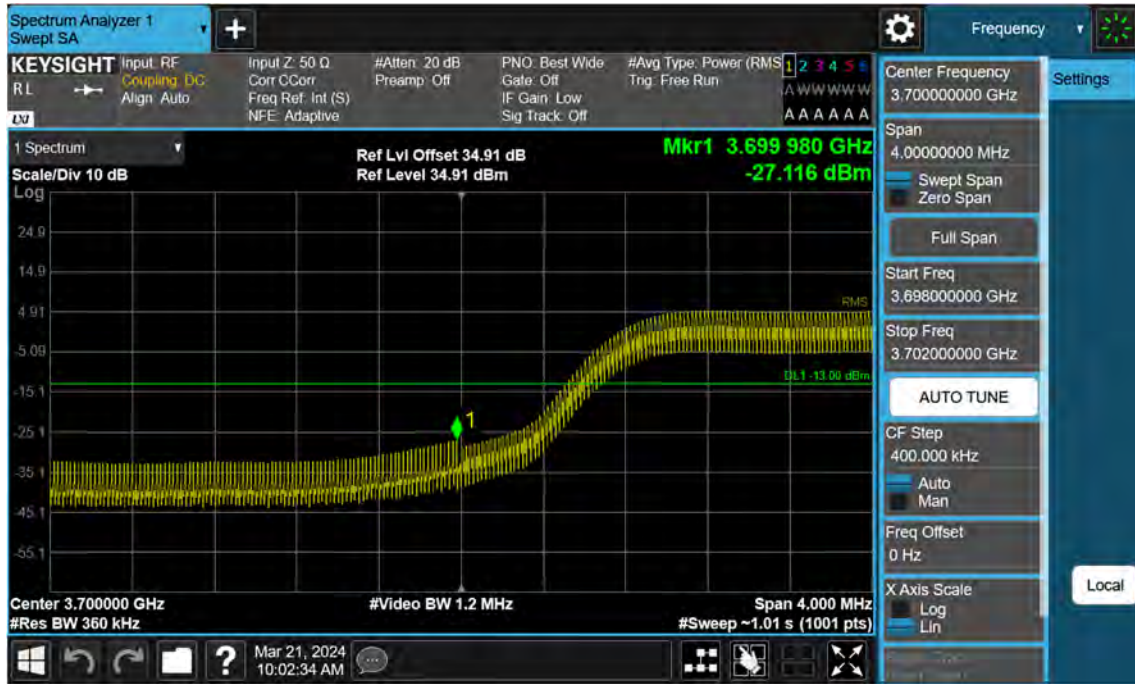 Spectrum Analyzer 1
Swept SA
Frequency
KEYSIGHT
R L
LXI
Input: RF
Coupling: DC
Align: Auto
Input Z: 50 Ω
Corr CCorr
Freq Ref: Int (S)
NFE: Adaptive
#Atten: 20 dB
Preamp: Off
PNO: Best Wide
Gate: Off
IF Gain: Low
Sig Track: Off
#Avg Type: Power (RMS
Trig: Free Run
1 2 3 4 5 6
A W W W W W
A A A A A A
1 Spectrum
Scale/Div 10 dB
Ref Lvl Offset 34.91 dB
Ref Level 34.91 dBm
Mkr1 3.699 980 GHz
-27.116 dBm
Log
24.9
14.9
4.91
-5.09
-15.1
-25.1
-35.1
-45.1
-55.1
RMS
DL1 -13.00 dBm
1
Center 3.700000 GHz
#Video BW 1.2 MHz
Span 4.000 MHz
#Res BW 360 kHz
#Sweep ~1.01 s (1001 pts)
Mar 21, 2024
10:02:34 AM
Center Frequency
3.700000000 GHz
Settings
Span
4.00000000 MHz
Swept Span
Zero Span
Full Span
Start Freq
3.698000000 GHz
Stop Freq
3.702000000 GHz
AUTO TUNE
CF Step
400.000 kHz
Auto
Man
Freq Offset
0 Hz
X Axis Scale
Log
Lin
Local